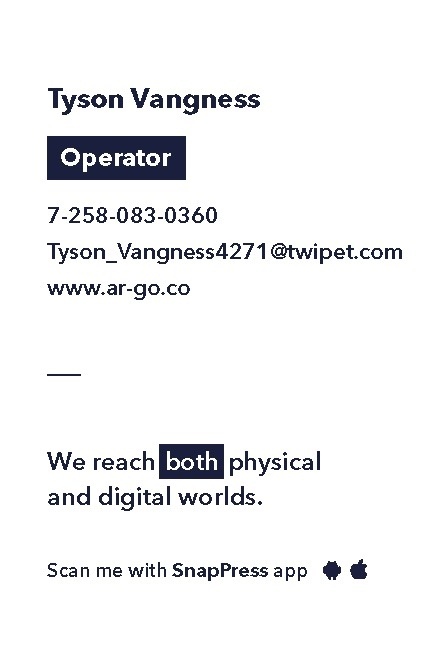 Tyson Vangness
Operator
7-258-083-0360
Tyson_Vangness4271@twipet.com
www.ar-go.co
We reach both physical
and digital worlds.
Scan me with SnapPress app